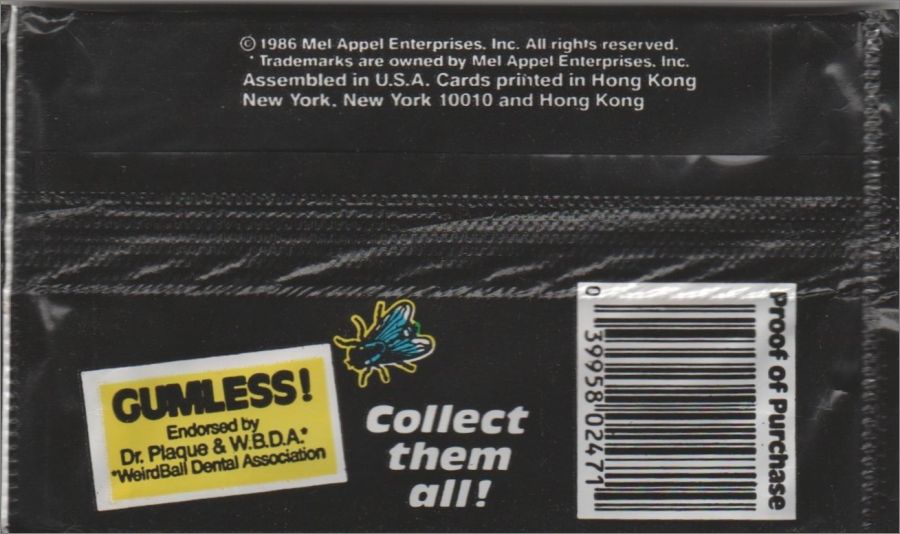 © 1986 Mel Appel Enterprises. Inc. All rights reserved.
* Trademarks are owned by Mel Appel Enterprises. Inc.
Assembled in U.S.A. Cards printed in Hong Kong
New York. New York 10010 and Hong Kong
GUMLESS!
Endorsed by
Dr. Plaque & W.B.D.A.*
*WeirdBall Dental Association
Collect
them
all!
0 39958 02471
Proof of Purchase